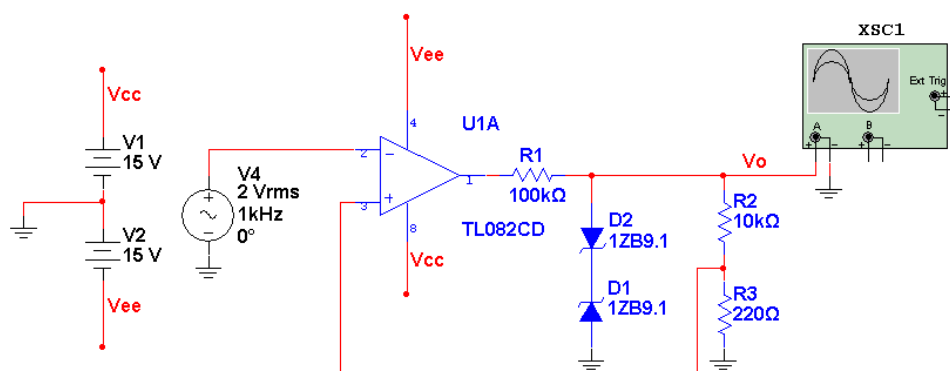 XSC1
Ext Trig
+
-
A
B
+ - + -
Vee
Vcc
V1
15 V
V2
15 V
Vee
V4
2 Vrms
1kHz
0°
4
U1A
2
3
1
8
TL082CD
Vcc
R1
100kΩ
Vo
D2
1ZB9.1
D1
1ZB9.1
R2
10kΩ
R3
220Ω